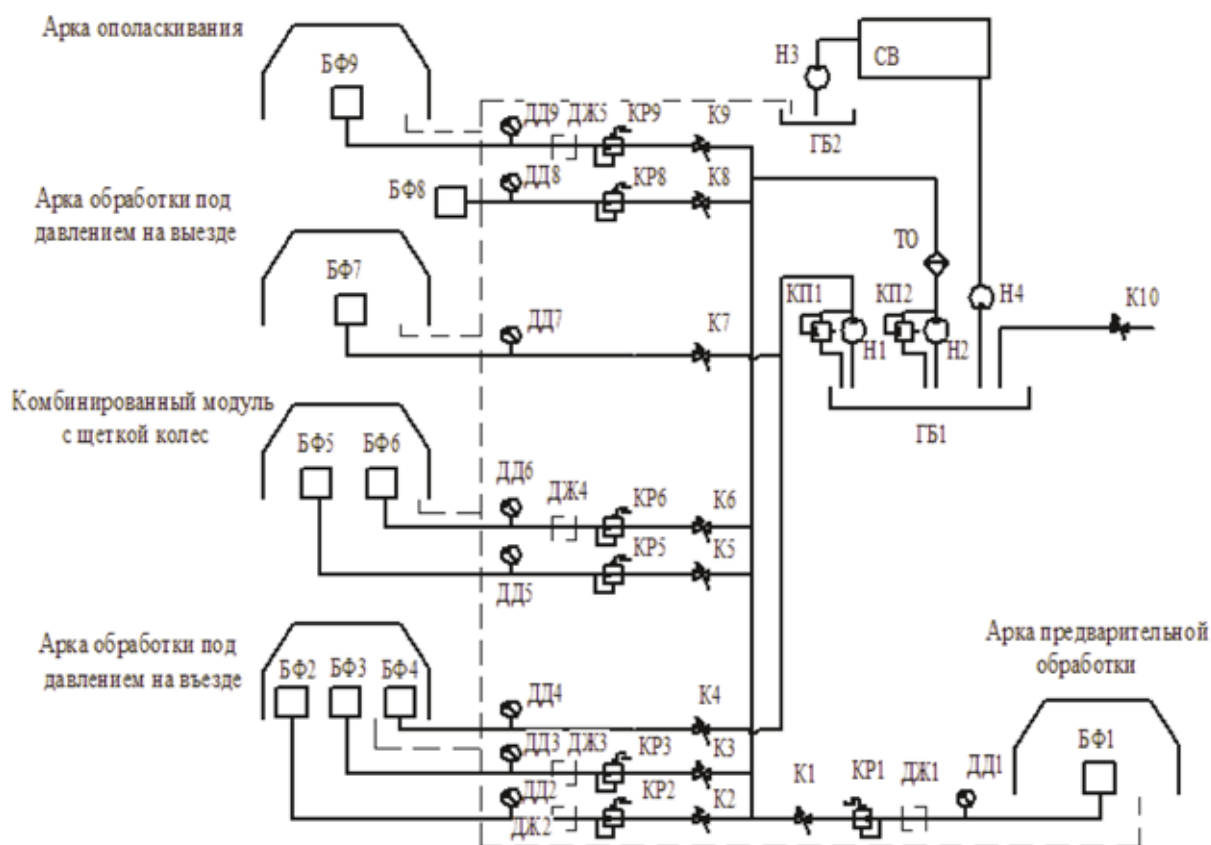 Арка ополаскивания
БФ9
Н3
СВ
ДД9
ДЖ5
КР9
К9
ГБ2
Арка обработки под
давлением на выезде
БФ8
ДД8
КР8
К8
БФ7
ТО
КП1
КП2
Н4
К10
ДД7
К7
Н1
Н2
ГБ1
Комбинированный модуль
с щеткой колес
БФ5
БФ6
ДД6
ДЖ4
КР6
К6
КР5
К5
ДД5
Арка обработки под
давлением на въезде
БФ2
БФ3
БФ4
Арка предварительной
обработки
ДД4
К4
ДД3
ДЖ3
КР3
К3
БФ1
ДД2
КР2
К2
К1
КР1
ДЖ1
ДД1
ДЖ2